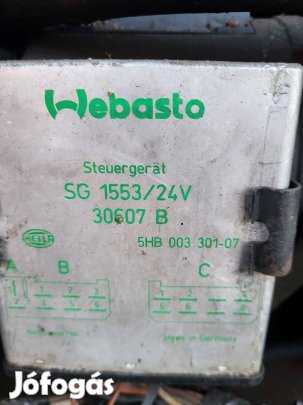 Webasto
Steuergerät
SG 1553/24V
30607 B
HELLA
5HB 003 301-07
A B C
Made in Germany
Jófogás